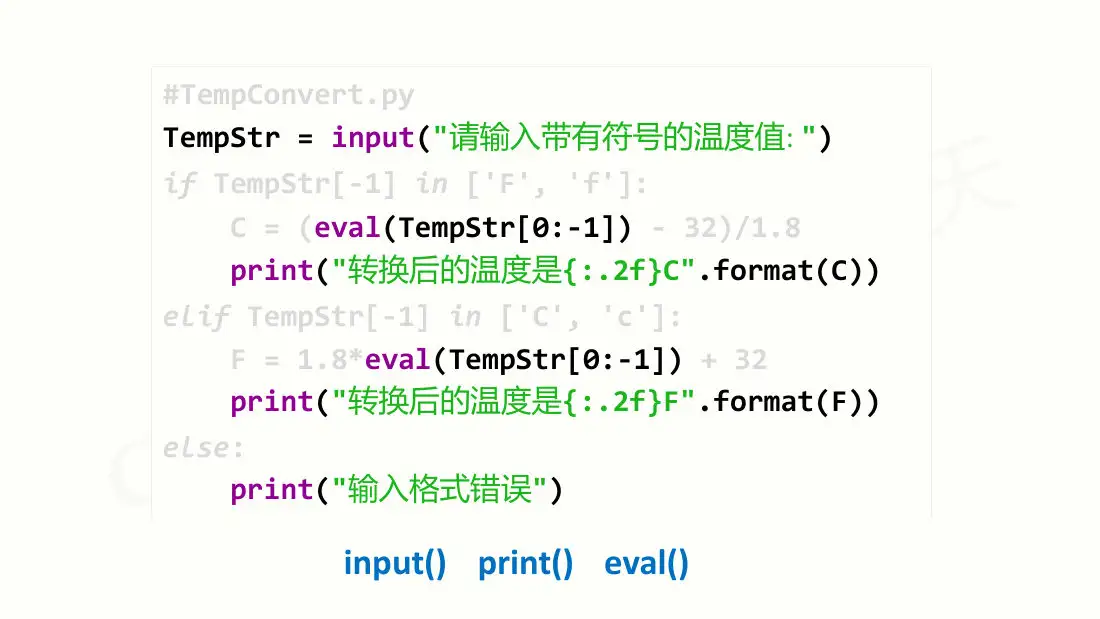 #TempConvert.py
TempStr = input("请输入带有符号的温度值: ")
if TempStr[-1] in ['F', 'f']:
    C = (eval(TempStr[0:-1]) - 32)/1.8
    print("转换后的温度是{:.2f}C".format(C))
elif TempStr[-1] in ['C', 'c']:
    F = 1.8*eval(TempStr[0:-1]) + 32
    print("转换后的温度是{:.2f}F".format(F))
else:
    print("输入格式错误")
input() print() eval()